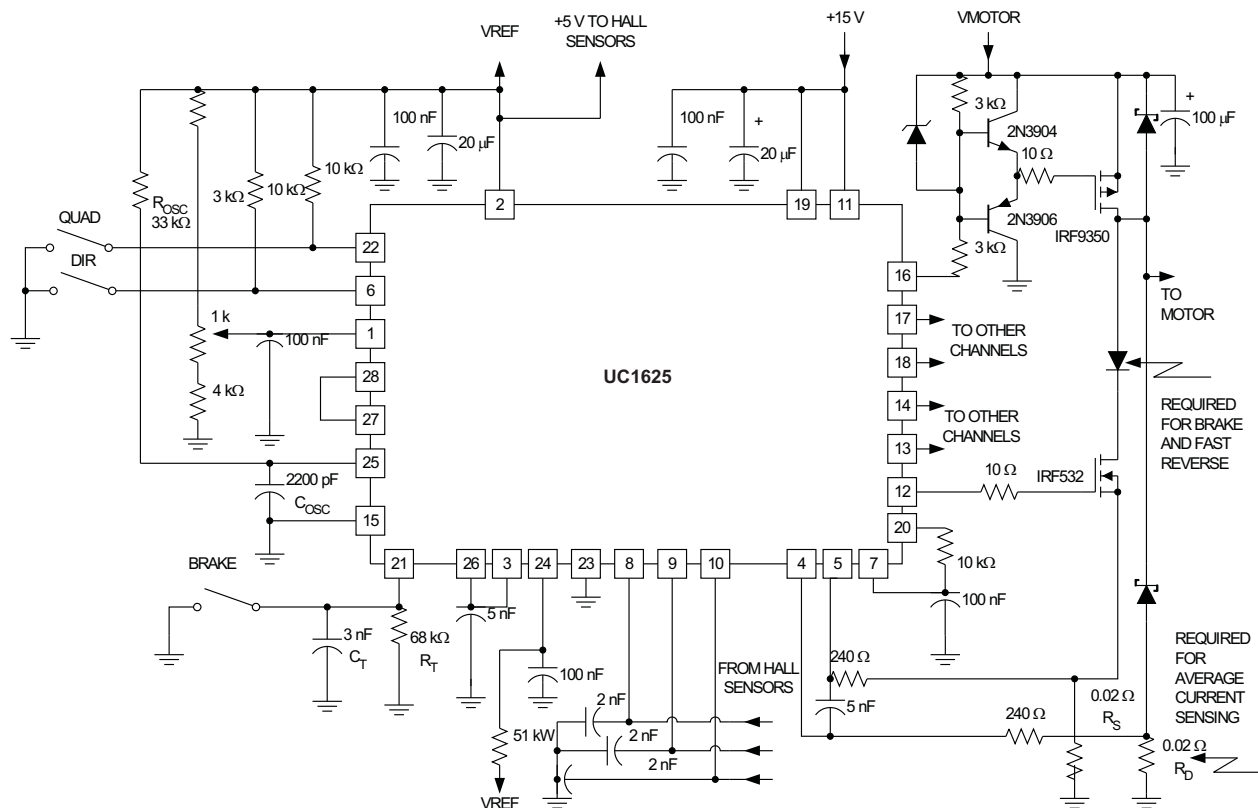 +5 V TO HALL
SENSORS
VREF
+15 V
VMOTOR
100 nF
20 µF
+
100 nF
+
20 µF
3 kΩ
2N3904
10 Ω
+
100 µF
ROSC
33 kΩ
3 kΩ
10 kΩ
10 kΩ
2
19
11
2N3906
3 kΩ
IRF9350
QUAD
22
DIR
6
16
TO
MOTOR
1 k
100 nF
1
17
TO OTHER
CHANNELS
18
4 kΩ
28
27
UC1625
14
TO OTHER
CHANNELS
13
REQUIRED
FOR BRAKE
AND FAST
REVERSE
25
2200 pF
COSC
15
12
10 Ω
IRF532
20
10 kΩ
100 nF
BRAKE
21
26
3
24
23
8
9
10
4
5
7
3 nF
CT
68 kΩ
RT
5 nF
100 nF
51 kW
VREF
2 nF
2 nF
2 nF
FROM HALL
SENSORS
240 Ω
5 nF
240 Ω
0.02 Ω
RS
REQUIRED
FOR
AVERAGE
CURRENT
SENSING
0.02 Ω
RD